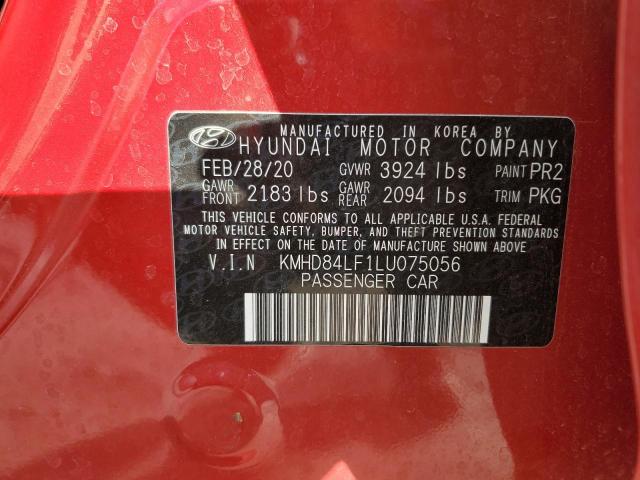 MANUFACTURED IN KOREA BY
HYUNDAI MOTOR COMPANY
FEB/28/20 GVWR 3924 lbs PAINT PR2
GAWR FRONT 2183 lbs GAWR REAR 2094 lbs TRIM PKG
THIS VEHICLE CONFORMS TO ALL APPLICABLE U.S.A. FEDERAL
MOTOR VEHICLE SAFETY, BUMPER, AND THEFT PREVENTION STANDARDS
IN EFFECT ON THE DATE OF MANUFACTURE SHOWN ABOVE
V.I.N KMHD84LF1LU075056
PASSENGER CAR